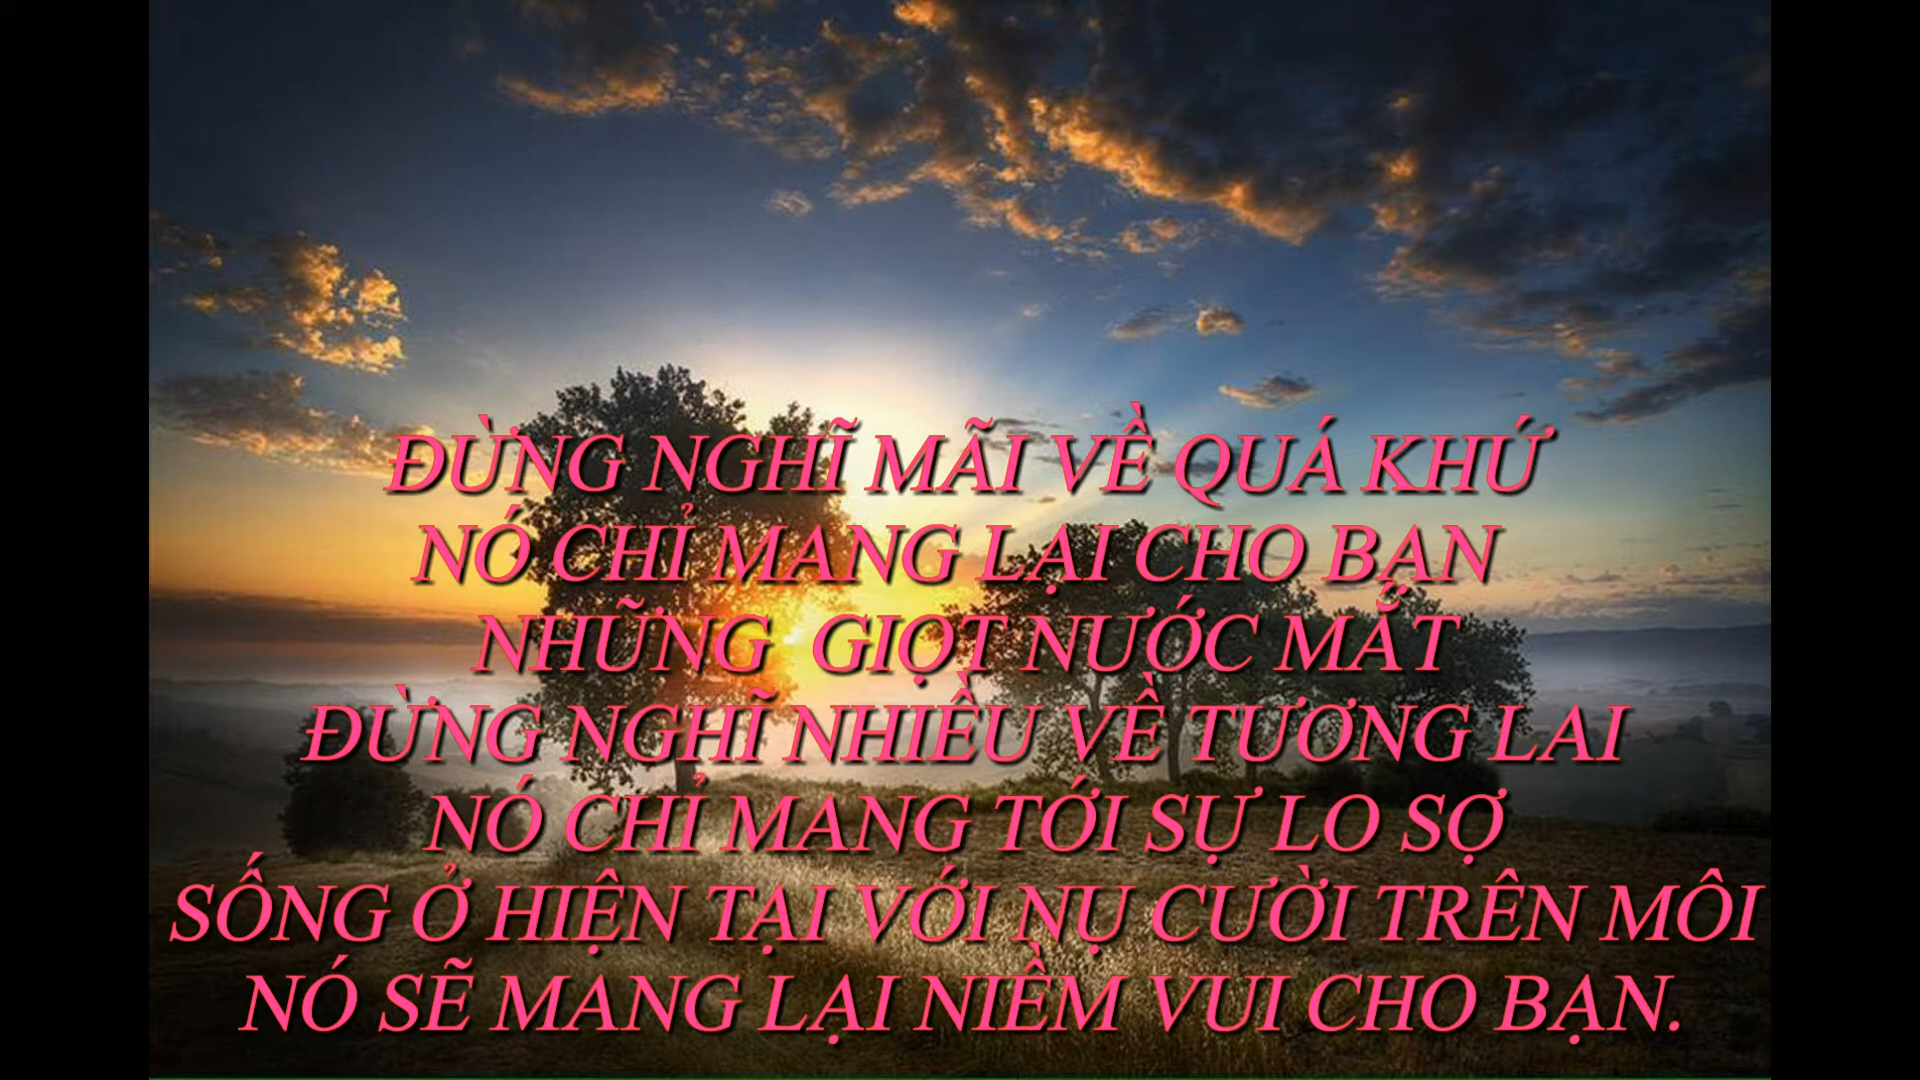 ĐỪNG NGHĨ MÃI VỀ QUÁ KHỨ
NÓ CHỈ MANG LẠI CHO BẠN
NHỮNG GIỌT NƯỚC MẮT
ĐỪNG NGHĨ NHIỀU VỀ TƯƠNG LAI
NÓ CHỈ MANG TỚI SỰ LO SỢ
SỐNG Ở HIỆN TẠI VỚI NỤ CƯỜI TRÊN MÔI
NÓ SẼ MANG LẠI NIỀM VUI CHO BẠN.